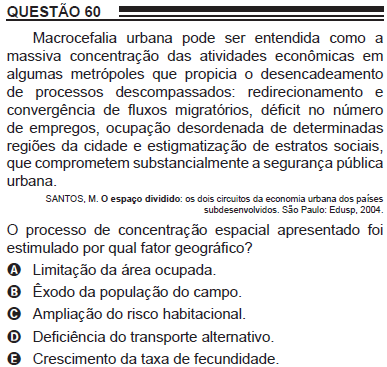 QUESTÃO 60
Macrocefalia urbana pode ser entendida como a
massiva concentração das atividades econômicas em
algumas metrópoles que propicia o desencadeamento
de processos descompassados: redirecionamento e
convergência de fluxos migratórios, déficit no número
de empregos, ocupação desordenada de determinadas
regiões da cidade e estigmatização de estratos sociais,
que comprometem substancialmente a segurança pública
urbana.
SANTOS, M. O espaço dividido: os dois circuitos da economia urbana dos países
subdesenvolvidos. São Paulo: Edusp, 2004.
O processo de concentração espacial apresentado foi
estimulado por qual fator geográfico?
A Limitação da área ocupada.
B Êxodo da população do campo.
C Ampliação do risco habitacional.
D Deficiência do transporte alternativo.
E Crescimento da taxa de fecundidade.